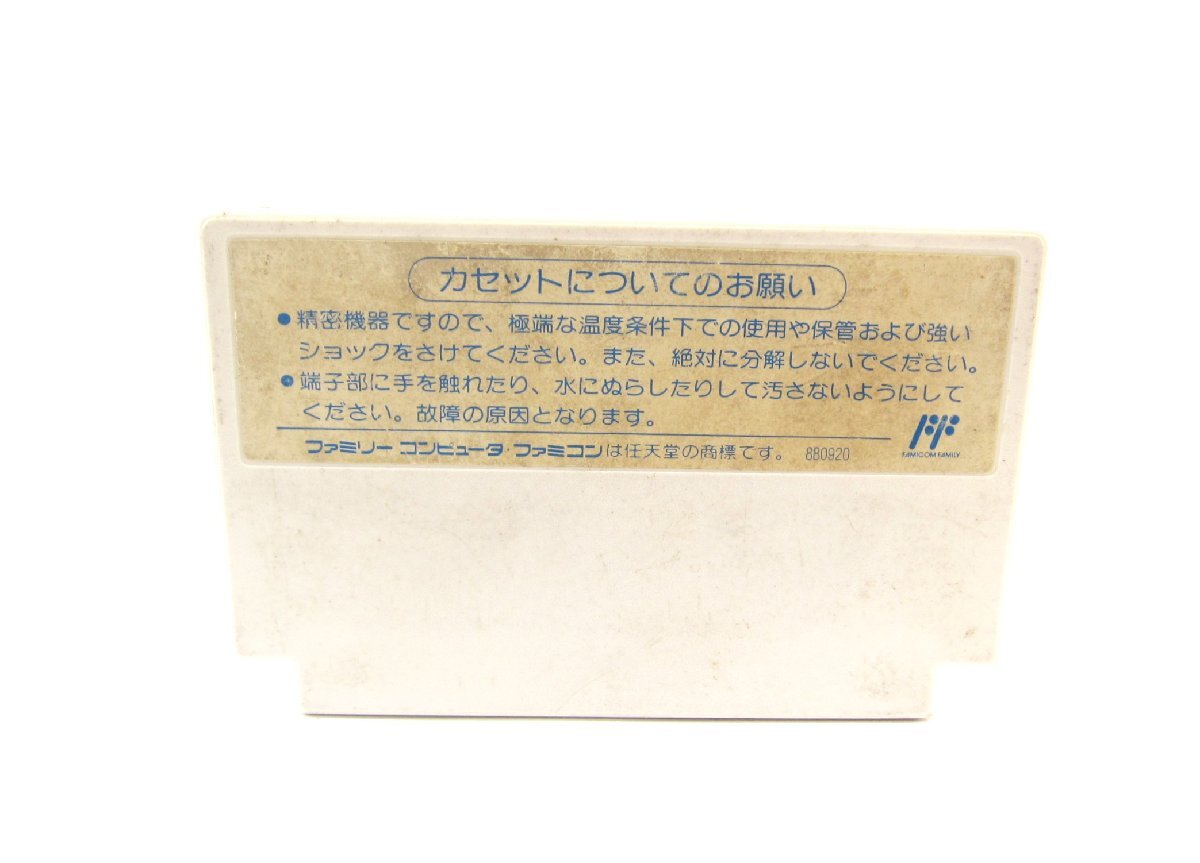 カセットについてのお願い
●精密機器ですので、極端な温度条件下での使用や保管および強い
ショックをさけてください。また、絶対に分解しないでください。
●端子部に手を触れたり、水にぬらしたりして汚さないようにして
ください。故障の原因となります。
FF
FAMICOM FAMILY
ファミリー コンピュータ・ファミコンは任天堂の商標です。 880920